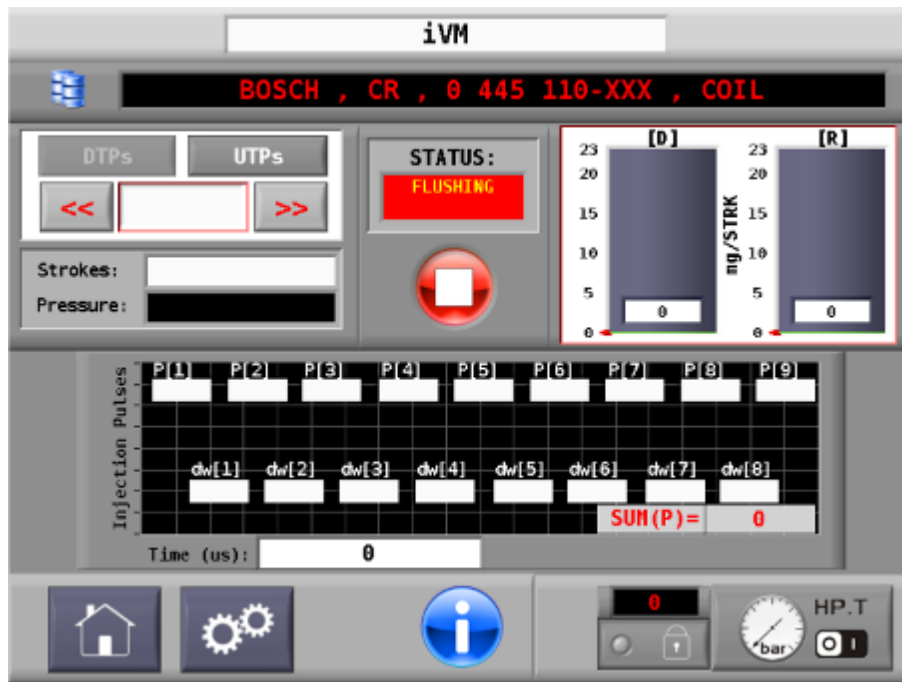 iVM
BOSCH , CR , 0 445 110-XXX , COIL
DTPs UTPs
<< >>
Strokes:
Pressure:
STATUS:
FLUSHING
[D] [R]
23 23
20 20
15 15
10 10
5 5
0 0
ng/STRK
0 0
Injection Pulses
P[1] P[2] P[3] P[4] P[5] P[6] P[7] P[8] P[9]
dw[1] dw[2] dw[3] dw[4] dw[5] dw[6] dw[7] dw[8]
SUM(P)= 0
Time (us): 0
i
0
bar
HP.T
O I